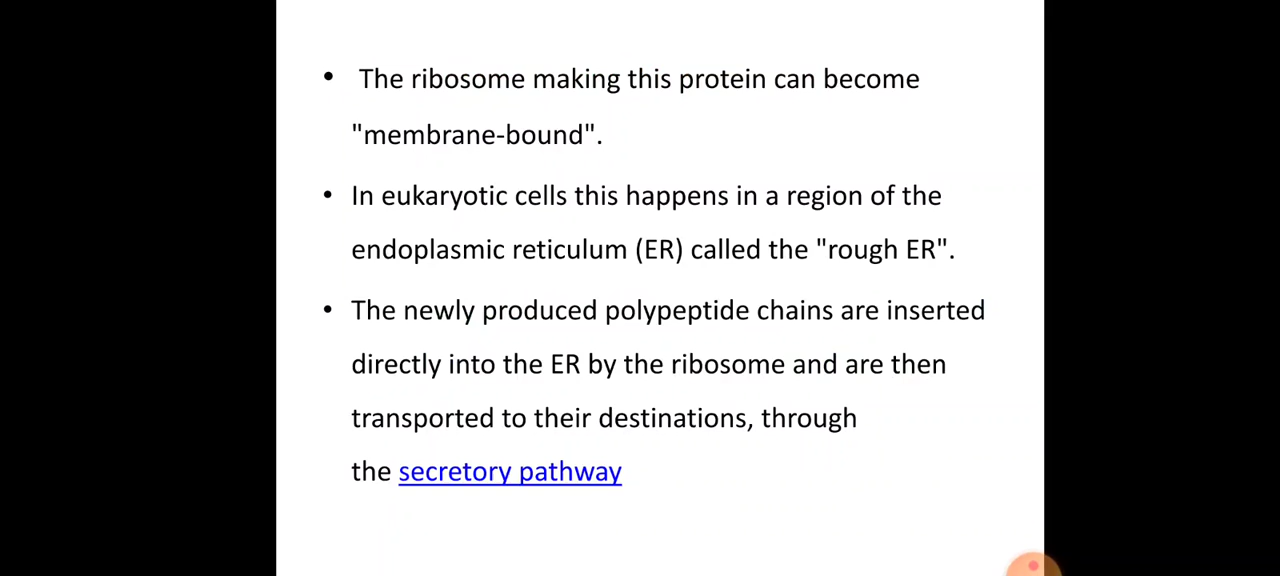 • The ribosome making this protein can become
"membrane-bound".
• In eukaryotic cells this happens in a region of the
endoplasmic reticulum (ER) called the "rough ER".
• The newly produced polypeptide chains are inserted
directly into the ER by the ribosome and are then
transported to their destinations, through
the secretory pathway